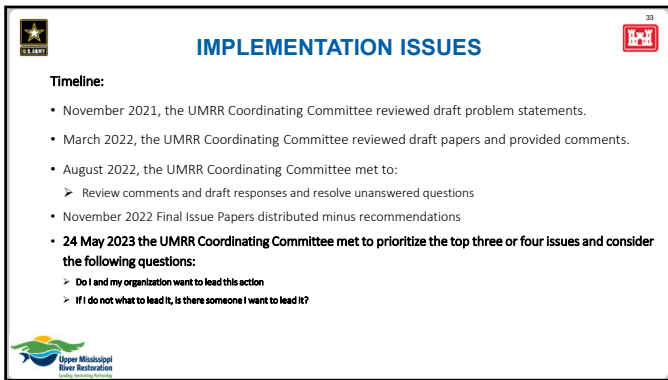 33
U.S.ARMY
IMPLEMENTATION ISSUES
Timeline:
• November 2021, the UMRR Coordinating Committee reviewed draft problem statements.
• March 2022, the UMRR Coordinating Committee reviewed draft papers and provided comments.
• August 2022, the UMRR Coordinating Committee met to:
➢ Review comments and draft responses and resolve unanswered questions
• November 2022 Final Issue Papers distributed minus recommendations
• 24 May 2023 the UMRR Coordinating Committee met to prioritize the top three or four issues and consider
the following questions:
➢ Do I and my organization want to lead this action
➢ If I do not what to lead it, is there someone I want to lead it?
Upper Mississippi
River Restoration
Leading Innovating Partnering